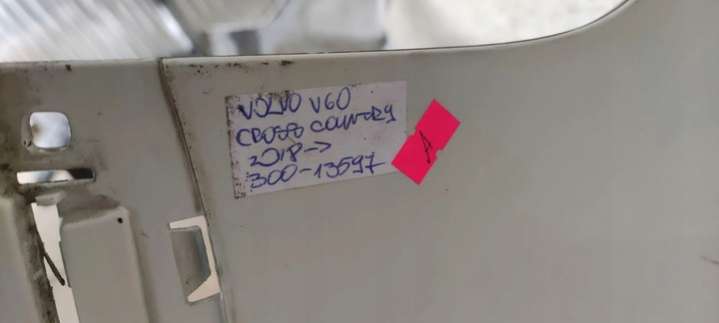 VOLVO V60
CROSS COUNTRY
2018->
300-13597
A